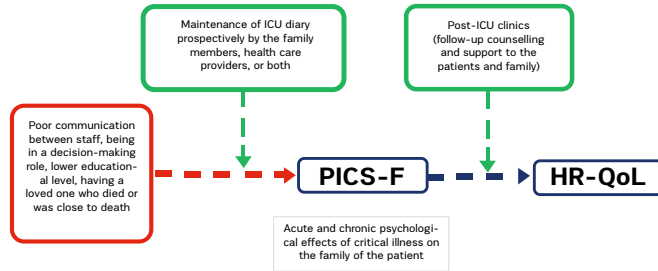 Maintenance of ICU diary
prospectively by the family
members, health care
providers, or both
Post-ICU clinics
(follow-up counselling
and support to the
patients and family)
Poor communication
between staff, being
in a decision-making
role, lower education-
al level, having a
loved one who died or
was close to death
PICS-F
HR-QoL
Acute and chronic psychologi-
cal effects of critical illness on
the family of the patient